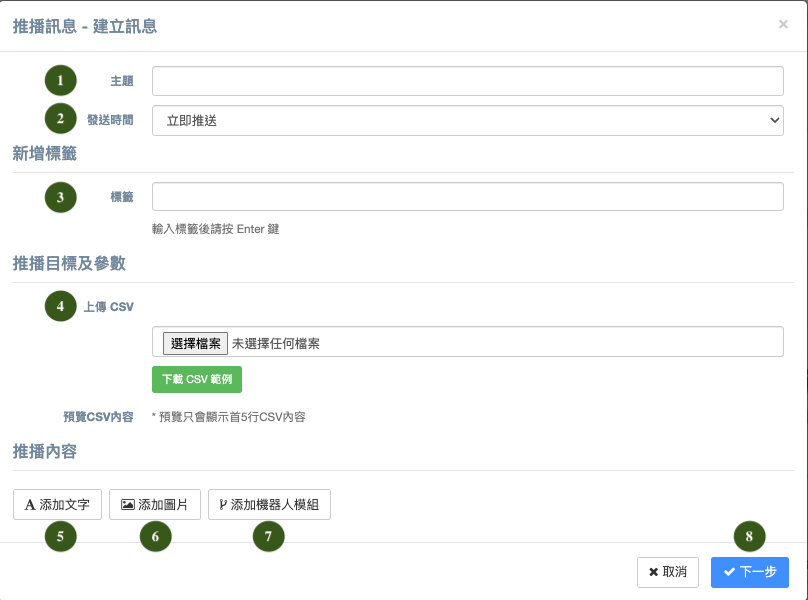 推播訊息 - 建立訊息 ×
1 主題
2 發送時間 立即推送
新增標籤
3 標籤
輸入標籤後請按 Enter 鍵
推播目標及參數
4 上傳 CSV
選擇檔案 未選擇任何檔案
下載 CSV 範例
預覽CSV內容 * 預覽只會顯示首5行CSV內容
推播內容
A 添加文字 添加圖片 添加機器人模組
5 6 7 8
取消 下一步